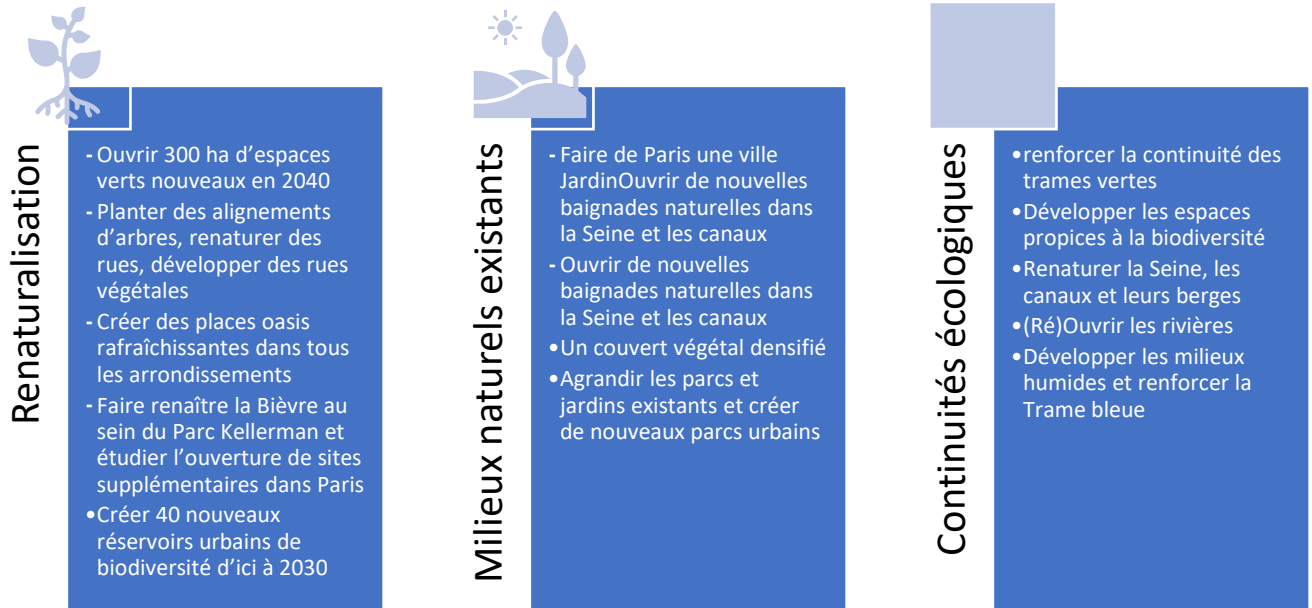 Renaturalisation
- Ouvrir 300 ha d’espaces
verts nouveaux en 2040
- Planter des alignements
d’arbres, renaturer des
rues, développer des rues
végétales
- Créer des places oasis
rafraîchissantes dans tous
les arrondissements
- Faire renaître la Bièvre au
sein du Parc Kellerman et
étudier l’ouverture de sites
supplémentaires dans Paris
•Créer 40 nouveaux
réservoirs urbains de
biodiversité d’ici à 2030
Milieux naturels existants
- Faire de Paris une ville
JardinOuvrir de nouvelles
baignades naturelles dans
la Seine et les canaux
- Ouvrir de nouvelles
baignades naturelles dans
la Seine et les canaux
•Un couvert végétal densifié
•Agrandir les parcs et
jardins existants et créer
de nouveaux parcs urbains
Continuités écologiques
•renforcer la continuité des
trames vertes
•Développer les espaces
propices à la biodiversité
•Renaturer la Seine, les
canaux et leurs berges
•(Ré)Ouvrir les rivières
•Développer les milieux
humides et renforcer la
Trame bleue